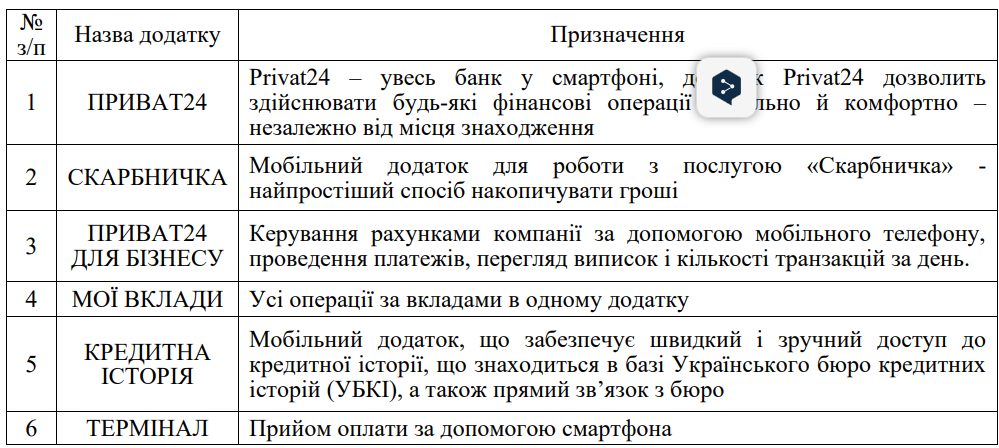 №
з/п
Назва додатку
Призначення
1
ПРИВАТ24
Privat24 – увесь банк у смартфоні, Privat24 дозволить
здійснювати будь-які фінансові операції й комфортно –
незалежно від місця знаходження
2
СКАРБНИЧКА
Мобільний додаток для роботи з послугою «Скарбничка» -
найпростіший спосіб накопичувати гроші
3
ПРИВАТ24
ДЛЯ БІЗНЕСУ
Керування рахунками компанії за допомогою мобільного телефону,
проведення платежів, перегляд виписок і кількості транзакцій за день.
4
МОЇ ВКЛАДИ
Усі операції за вкладами в одному додатку
5
КРЕДИТНА
ІСТОРІЯ
Мобільний додаток, що забезпечує швидкий і зручний доступ до
кредитної історії, що знаходиться в базі Українського бюро кредитних
історій (УБКІ), а також прямий зв’язок з бюро
6
ТЕРМІНАЛ
Прийом оплати за допомогою смартфона